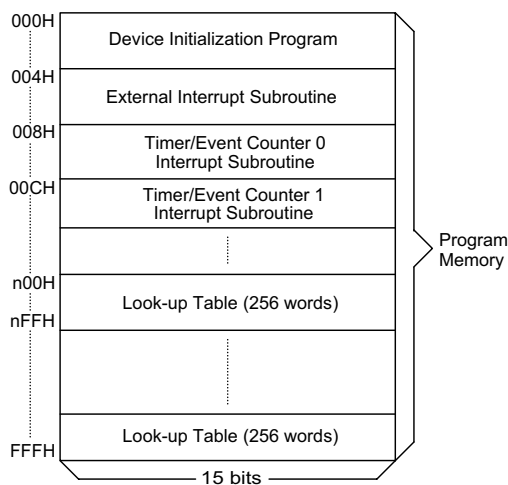 000H
Device Initialization Program
004H
External Interrupt Subroutine
008H
Timer/Event Counter 0
Interrupt Subroutine
00CH
Timer/Event Counter 1
Interrupt Subroutine
Program
Memory
n00H
Look-up Table (256 words)
nFFH
Look-up Table (256 words)
FFFH
15 bits